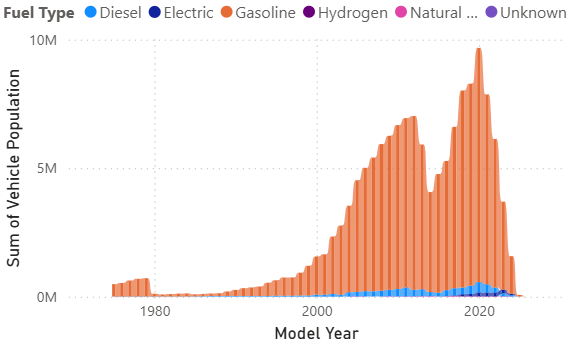 Fuel Type Diesel Electric Gasoline Hydrogen Natural ... Unknown
10M
5M
0M
Sum of Vehicle Population
1980 2000 2020
Model Year